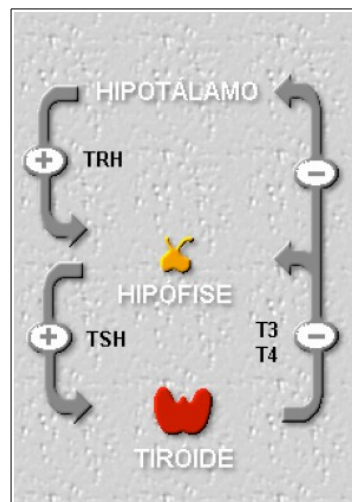 HIPOTÁLAMO
+
TRH
−
HIPÓFISE
+
TSH
T3
T4
−
TIRÓIDE